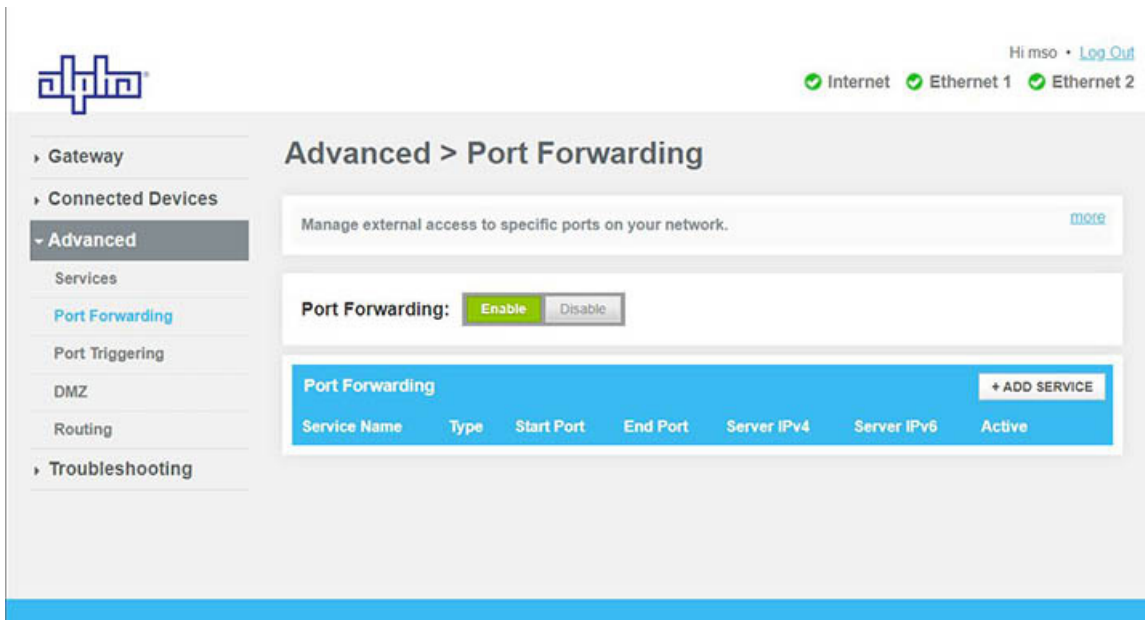 Hi mso • Log Out
alpha
Internet Ethernet 1 Ethernet 2
Gateway
Connected Devices
Advanced
Services
Port Forwarding
Port Triggering
DMZ
Routing
Troubleshooting
Advanced > Port Forwarding
Manage external access to specific ports on your network. more
Port Forwarding: Enable Disable
Port Forwarding + ADD SERVICE
Service Name Type Start Port End Port Server IPv4 Server IPv6 Active